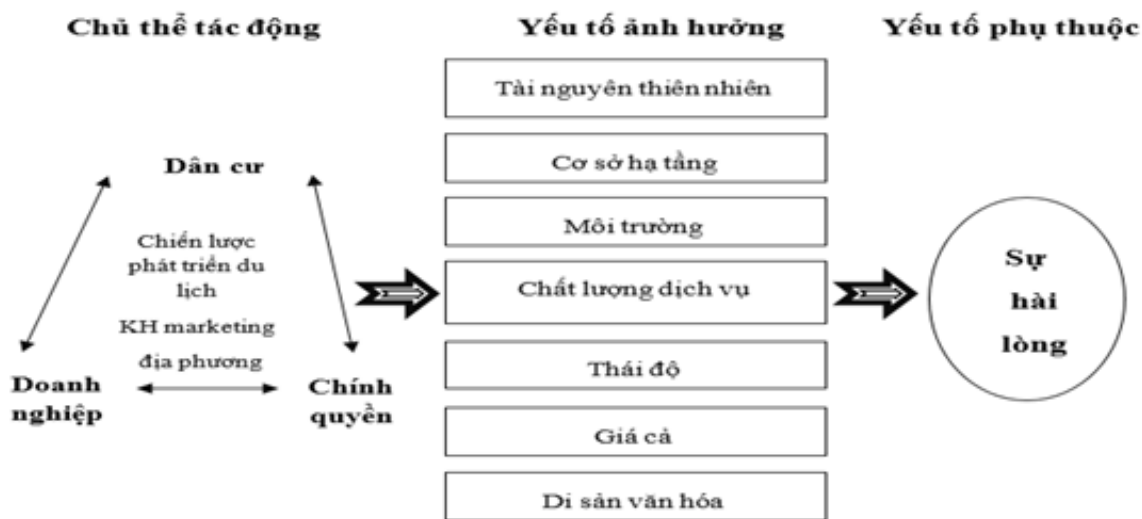 Chủ thể tác động
Yếu tố ảnh hưởng
Yếu tố phụ thuộc
Dân cư
Chiến lược
phát triển du
lịch
KH marketing
địa phương
Doanh
nghiệp
Chính
quyền
Tài nguyên thiên nhiên
Cơ sở hạ tầng
Môi trường
Chất lượng dịch vụ
Thái độ
Giá cả
Di sản văn hóa
Sự
hài
lòng